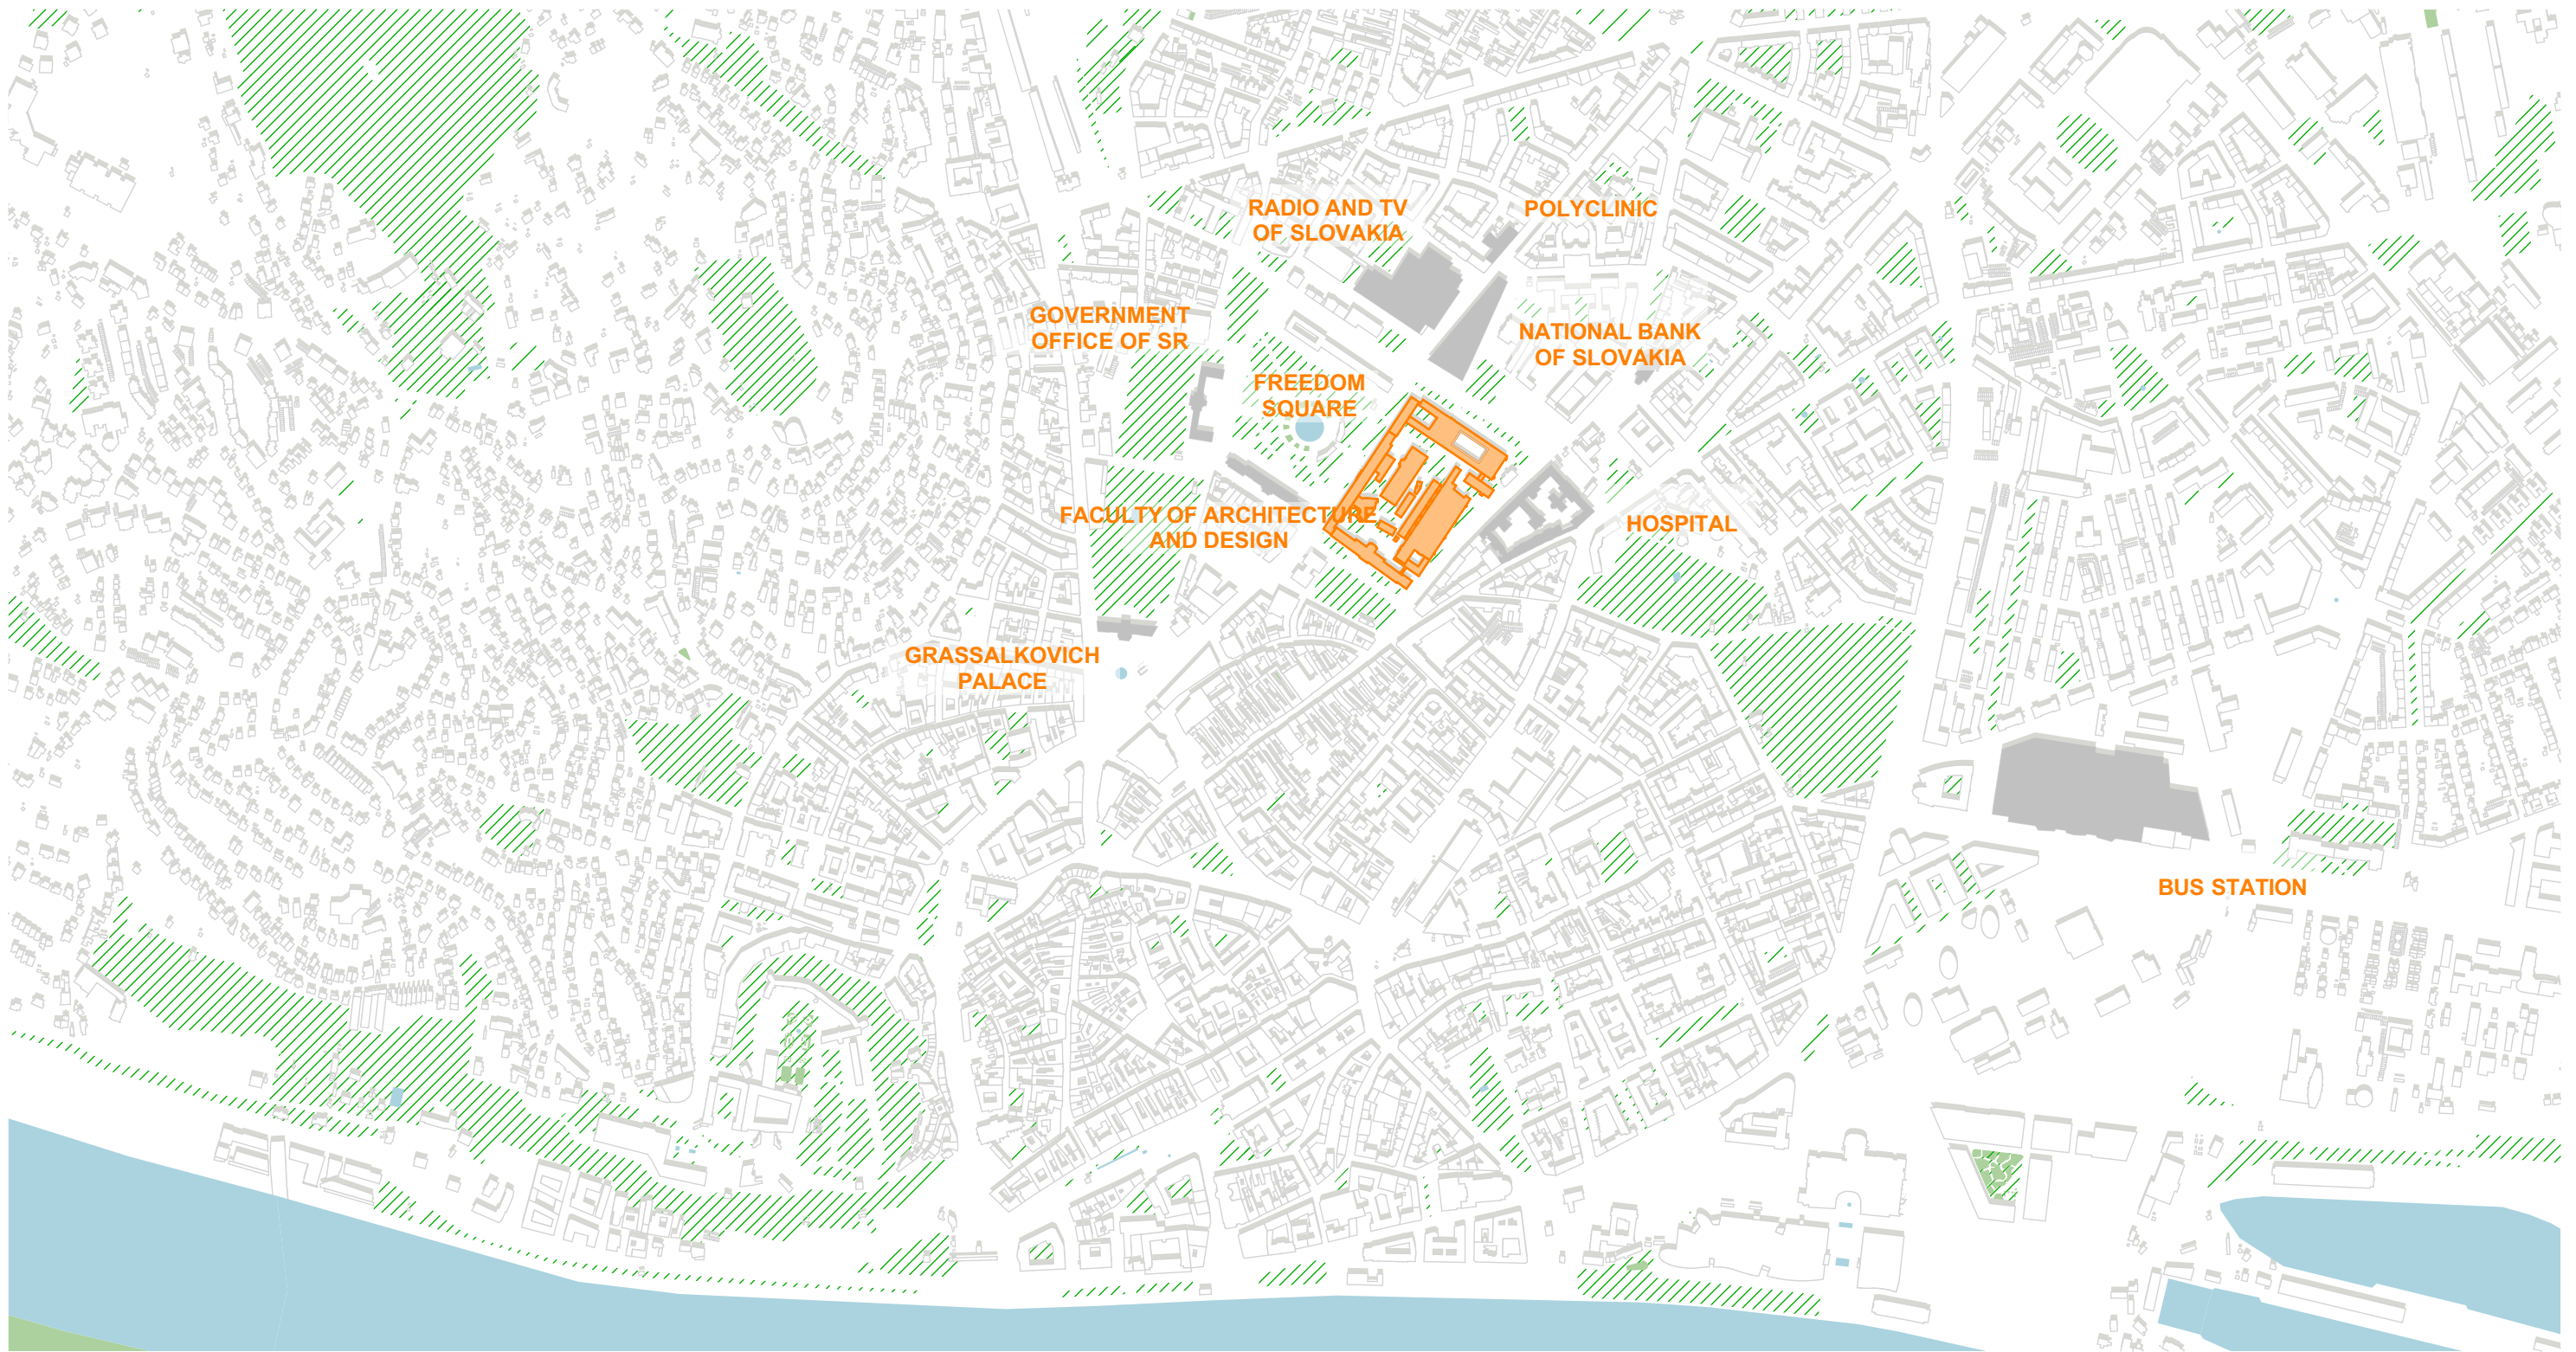 RADIO AND TV
OF SLOVAKIA
POLYCLINIC
GOVERNMENT
OFFICE OF SR
NATIONAL BANK
OF SLOVAKIA
FREEDOM
SQUARE
FACULTY OF ARCHITECTURE
AND DESIGN
HOSPITAL
GRASSALKOVICH
PALACE
BUS STATION